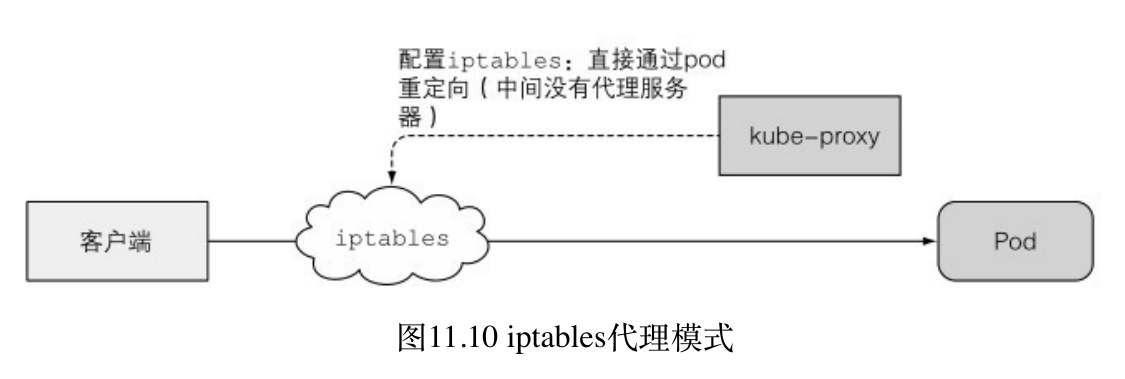 配置iptables：直接通过pod
重定向（中间没有代理服务
器）
kube-proxy
客户端
iptables
Pod
图11.10 iptables代理模式